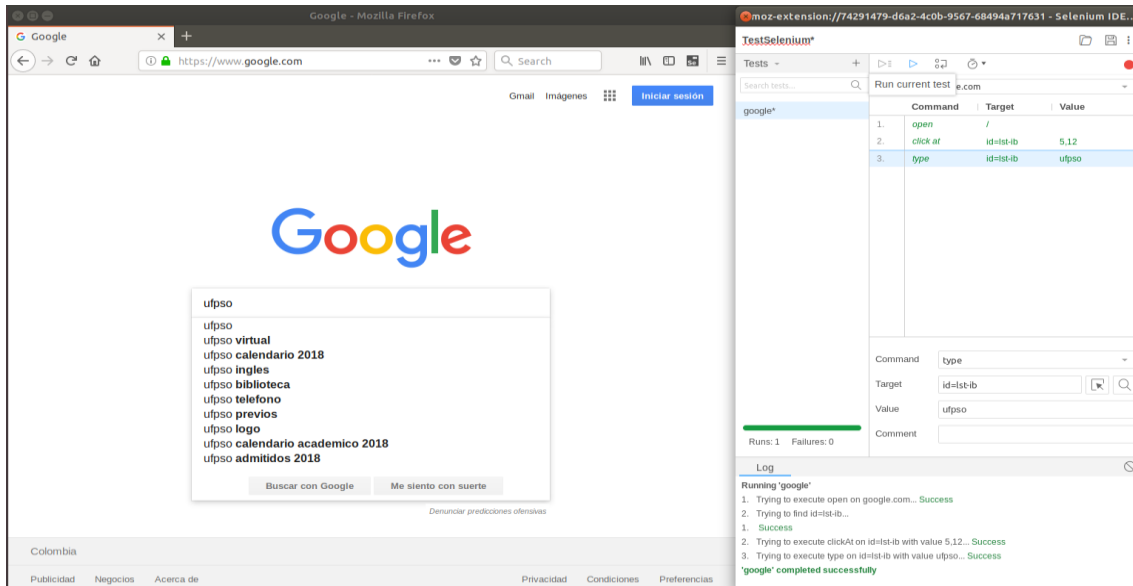 Google - Mozilla Firefox
Google
https://www.google.com
Search
Gmail Imágenes Iniciar sesión
Google
ufpso
ufpso
ufpso virtual
ufpso calendario 2018
ufpso ingles
ufpso biblioteca
ufpso telefono
ufpso previos
ufpso logo
ufpso calendario academico 2018
ufpso admitidos 2018
Buscar con Google Me siento con suerte
Denunciar predicciones ofensivas
Colombia
Publicidad Negocios Acerca de Privacidad Condiciones Preferencias
moz-extension://74291479-d6a2-4c0b-9567-68494a717631 - Selenium IDE...
TestSelenium*
Tests
Search tests...
google*
Run current test
e.com
Command Target Value
1. open /
2. click at id=lst-ib 5,12
3. type id=lst-ib ufpso
Command type
Target id=lst-ib
Value ufpso
Comment
Runs: 1 Failures: 0
Log
Running 'google'
1. Trying to execute open on google.com... Success
2. Trying to find id=lst-ib...
1. Success
2. Trying to execute clickAt on id=lst-ib with value 5,12... Success
3. Trying to execute type on id=lst-ib with value ufpso... Success
'google' completed successfully